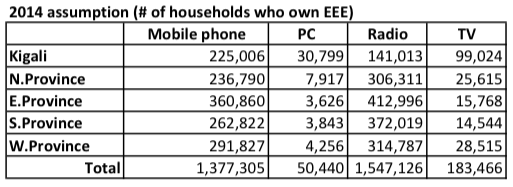 2014 assumption (# of households who own EEE)
Mobile phone PC Radio TV
Kigali 225,006 30,799 141,013 99,024
N.Province 236,790 7,917 306,311 25,615
E.Province 360,860 3,626 412,996 15,768
S.Province 262,822 3,843 372,019 14,544
W.Province 291,827 4,256 314,787 28,515
Total 1,377,305 50,440 1,547,126 183,466